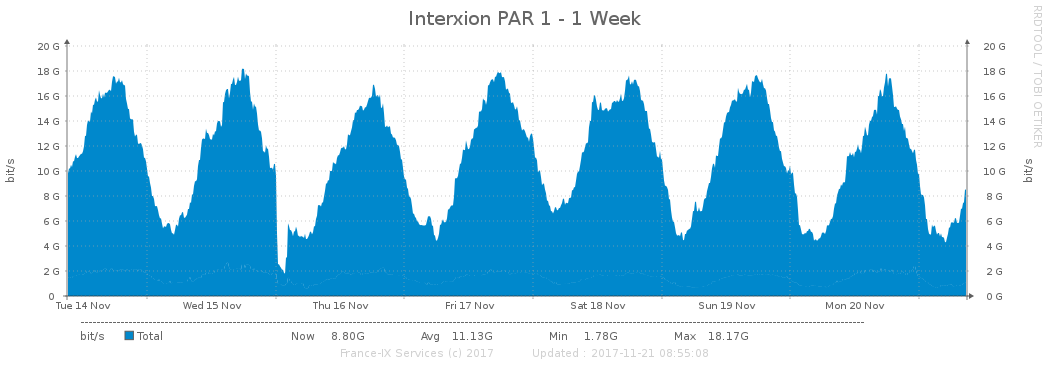 Interxion PAR 1 - 1 Week
RRDTOOL / TOBI OETIKER
20 G 20 G
18 G 18 G
16 G 16 G
14 G 14 G
12 G 12 G
10 G 10 G
8 G 8 G
6 G 6 G
4 G 4 G
2 G 2 G
0 0 G
bit/s bit/s
Tue 14 Nov Wed 15 Nov Thu 16 Nov Fri 17 Nov Sat 18 Nov Sun 19 Nov Mon 20 Nov
bit/s Total Now 8.80G Avg 11.13G Min 1.78G Max 18.17G
France-IX Services (c) 2017 Updated : 2017-11-21 08:55:08